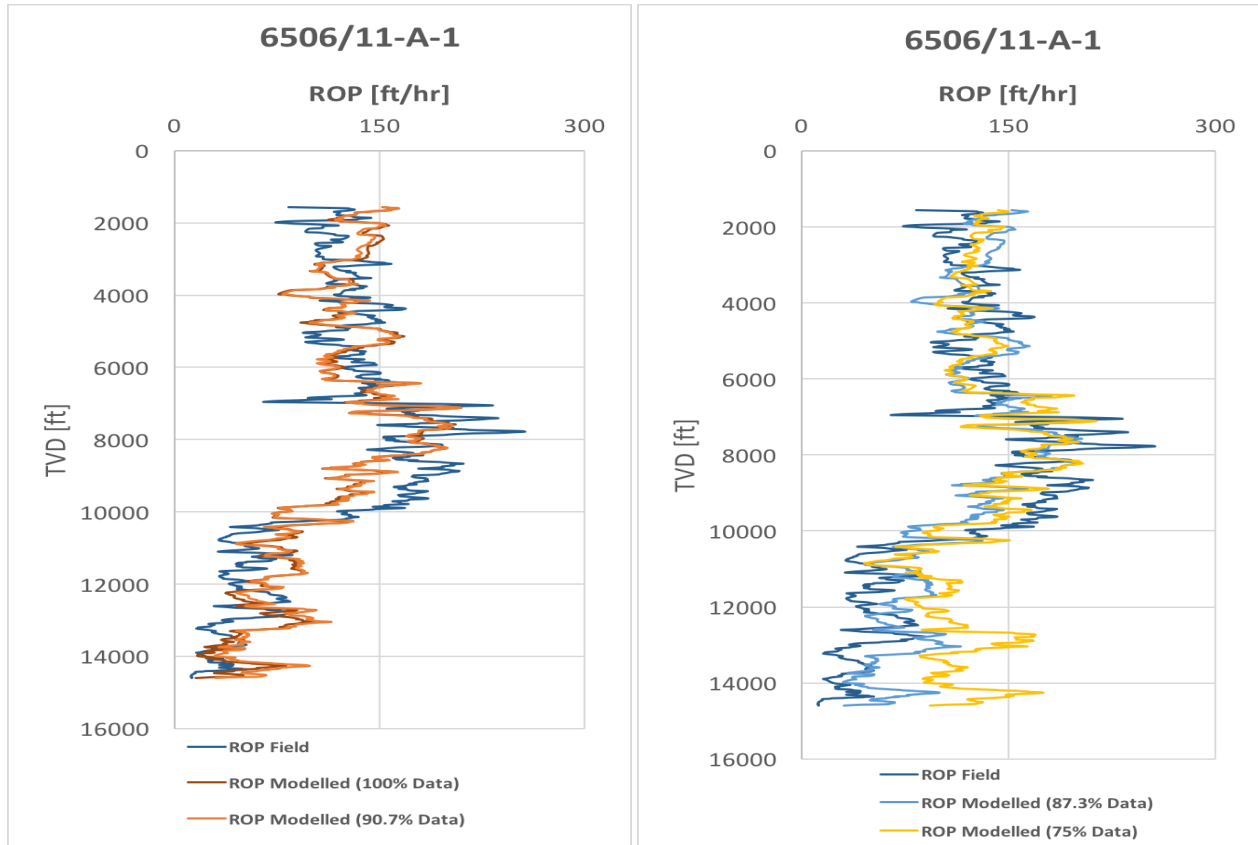 6506/11-A-1
ROP [ft/hr]
0 150 300
0
2000
4000
6000
8000
10000
12000
14000
16000
TVD [ft]
ROP Field
ROP Modelled (100% Data)
ROP Modelled (90.7% Data)
6506/11-A-1
ROP [ft/hr]
0 150 300
0
2000
4000
6000
8000
10000
12000
14000
16000
TVD [ft]
ROP Field
ROP Modelled (87.3% Data)
ROP Modelled (75% Data)